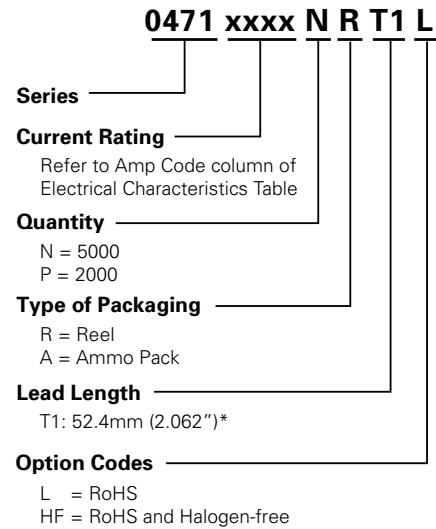 0471 xxxx N R T1 L
Series
Current Rating
Refer to Amp Code column of
Electrical Characteristics Table
Quantity
N = 5000
P = 2000
Type of Packaging
R = Reel
A = Ammo Pack
Lead Length
T1: 52.4mm (2.062″)*
Option Codes
L = RoHS
HF = RoHS and Halogen-free